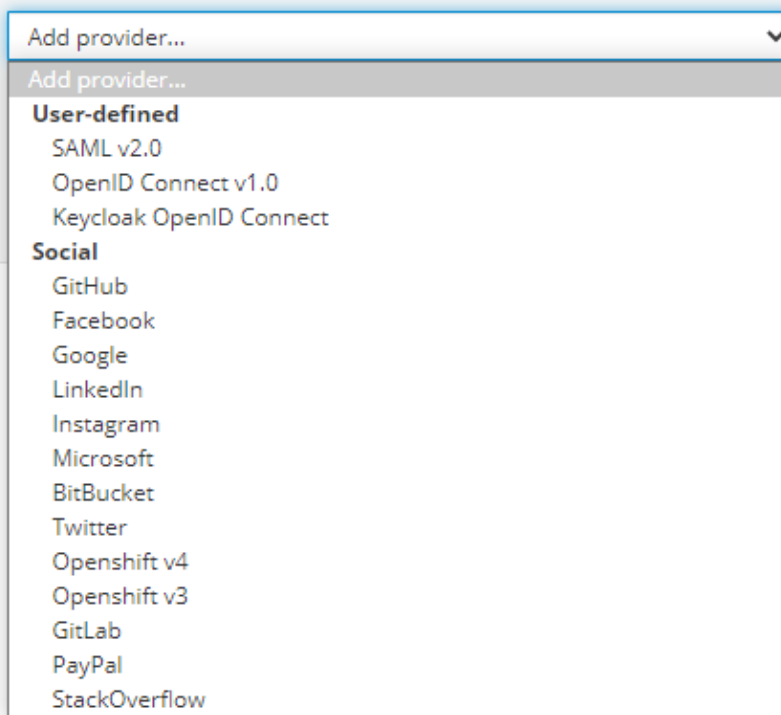 Add provider...
Add provider...
User-defined
SAML v2.0
OpenID Connect v1.0
Keycloak OpenID Connect
Social
GitHub
Facebook
Google
LinkedIn
Instagram
Microsoft
BitBucket
Twitter
Openshift v4
Openshift v3
GitLab
PayPal
StackOverflow